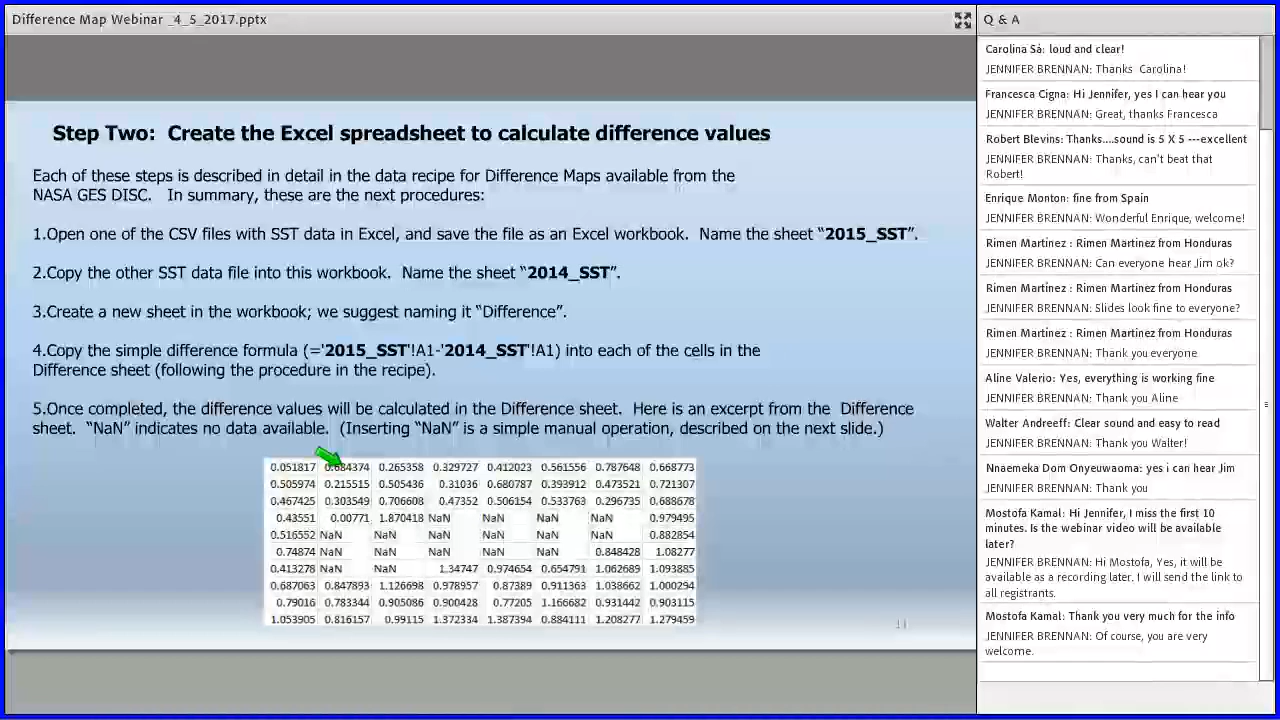 Difference Map Webinar _4_5_2017.pptx
Step Two: Create the Excel spreadsheet to calculate difference values
Each of these steps is described in detail in the data recipe for Difference Maps available from the
NASA GES DISC. In summary, these are the next procedures:
1.Open one of the CSV files with SST data in Excel, and save the file as an Excel workbook. Name the sheet “2015_SST”.
2.Copy the other SST data file into this workbook. Name the sheet “2014_SST”.
3.Create a new sheet in the workbook; we suggest naming it “Difference”.
4.Copy the simple difference formula (='2015_SST'!A1-'2014_SST'!A1) into each of the cells in the
Difference sheet (following the procedure in the recipe).
5.Once completed, the difference values will be calculated in the Difference sheet. Here is an excerpt from the Difference
sheet. “NaN” indicates no data available. (Inserting “NaN” is a simple manual operation, described on the next slide.)
0.051817 0.684374 0.265358 0.329727 0.412023 0.561556 0.787648 0.668773
0.505974 0.215515 0.505436 0.31036 0.680787 0.393912 0.473521 0.721307
0.467425 0.303549 0.706608 0.47352 0.506154 0.533763 0.296735 0.688678
0.43551 0.00771 1.870418 NaN NaN NaN NaN 0.979495
0.516552 NaN NaN NaN NaN NaN NaN 0.882854
0.74874 NaN NaN NaN NaN NaN 0.848428 1.08277
0.413278 NaN NaN 1.34747 0.974654 0.654791 1.062689 1.093885
0.687063 0.847893 1.126698 0.978957 0.87389 0.911363 1.038662 1.000294
0.79016 0.783344 0.905086 0.900428 0.77205 1.166682 0.931442 0.903115
1.053905 0.816157 0.99115 1.372334 1.387394 0.884111 1.208277 1.279459
11
Q & A
Carolina Sá: loud and clear!
JENNIFER BRENNAN: Thanks Carolina!
Francesca Cigna: Hi Jennifer, yes I can hear you
JENNIFER BRENNAN: Great, thanks Francesca
Robert Blevins: Thanks....sound is 5 X 5 ---excellent
JENNIFER BRENNAN: Thanks, can't beat that
Robert!
Enrique Monton: fine from Spain
JENNIFER BRENNAN: Wonderful Enrique, welcome!
Rimen Martínez : Rimen Martinez from Honduras
JENNIFER BRENNAN: Can everyone hear Jim ok?
Rimen Martínez : Rimen Martinez from Honduras
JENNIFER BRENNAN: Slides look fine to everyone?
Rimen Martínez : Rimen Martinez from Honduras
JENNIFER BRENNAN: Thank you everyone
Aline Valerio: Yes, everything is working fine
JENNIFER BRENNAN: Thank you Aline
Walter Andreeff: Clear sound and easy to read
JENNIFER BRENNAN: Thank you Walter!
Nnaemeka Dom Onyeuwaoma: yes i can hear Jim
JENNIFER BRENNAN: Thank you
Mostofa Kamal: Hi Jennifer, I miss the first 10
minutes. Is the webinar video will be available
later?
JENNIFER BRENNAN: Hi Mostofa, Yes, it will be
available as a recording later. I will send the link to
all registrants.
Mostofa Kamal: Thank you very much for the info
JENNIFER BRENNAN: Of course, you are very
welcome.